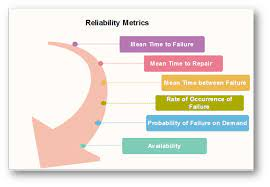 Reliability Metrics
Mean Time to Failure
Mean Time to Repair
Mean Time between Failure
Rate of Occurrence of
Failure
Probability of Failure on Demand
Availability